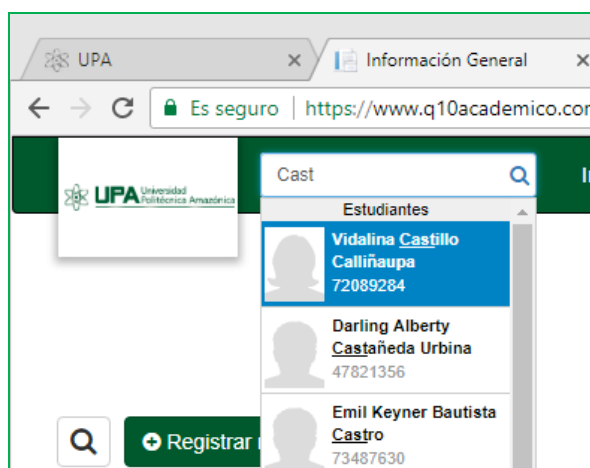 UPA
Información General
Es seguro | https://www.q10academico.com
UPA Universidad
Politécnica Amazónica
Cast
Estudiantes
Vidalina Castillo
Calliñaupa
72089284
Darling Alberty
Castañeda Urbina
47821356
Emil Keyner Bautista
Castro
73487630
Registrar